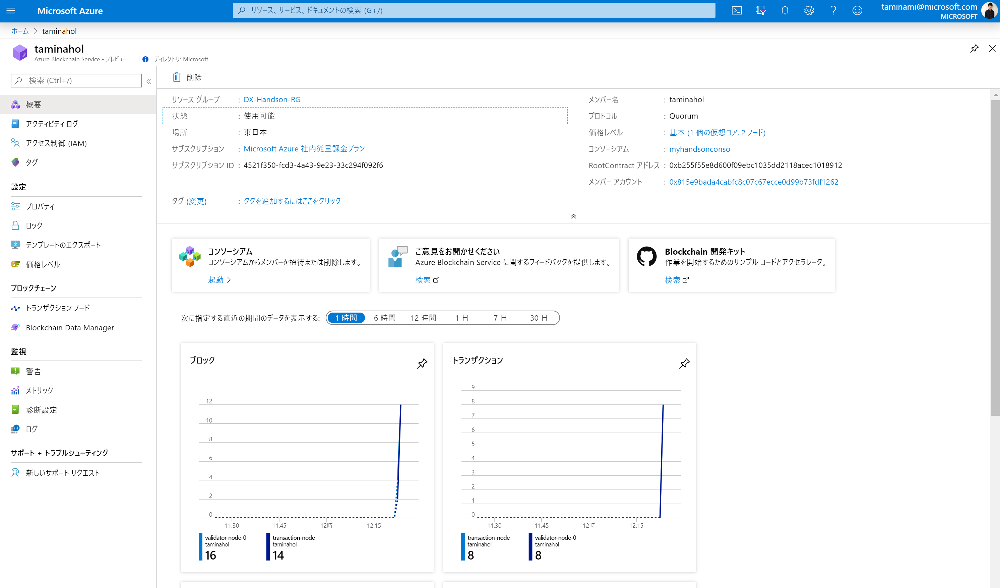 Microsoft Azure
リソース、サービス、ドキュメントの検索 (G+/)
taminami@microsoft.com
MICROSOFT
ホーム > taminahol
taminahol
Azure Blockchain Service - プレビュー
ディレクトリ: Microsoft
検索 (Ctrl+/)
«
概要
アクティビティ ログ
アクセス制御 (IAM)
タグ
設定
プロパティ
ロック
テンプレートのエクスポート
価格レベル
ブロックチェーン
トランザクション ノード
Blockchain Data Manager
監視
警告
メトリック
診断設定
ログ
サポート + トラブルシューティング
新しいサポート リクエスト
削除
リソース グループ : DX-Handson-RG
状態 : 使用可能
場所 : 東日本
サブスクリプション : Microsoft Azure 社内従量課金プラン
サブスクリプション ID : 4521f350-fcd3-4a43-9e23-33c294f092f6
タグ (変更) : タグを追加するにはここをクリック
メンバー名 : taminahol
プロトコル : Quorum
価格レベル : 基本 (1 個の仮想コア, 2 ノード)
コンソーシアム : myhandsonconso
RootContract アドレス : 0xb255f55e8d600f09ebc1035dd2118acec1018912
メンバー アカウント : 0x815e9bada4cabfc8c07c67ecce0d99b73fdf1262
コンソーシアム
コンソーシアムからメンバーを招待または削除します。
起動 >
ご意見をお聞かせください
Azure Blockchain Service に関するフィードバックを提供します。
検索
Blockchain 開発キット
作業を開始するためのサンプル コードとアクセラレータ。
検索
次に指定する直近の期間のデータを表示する: 1 時間 6 時間 12 時間 1 日 7 日 30 日
ブロック
12
10
8
6
4
2
0
11:30 11:45 12時 12:15
validator-node-0
taminahol
16
transaction-node
taminahol
14
トランザクション
9
8
7
6
5
4
3
2
1
0
11:30 11:45 12時 12:15
transaction-node
taminahol
8
validator-node-0
taminahol
8